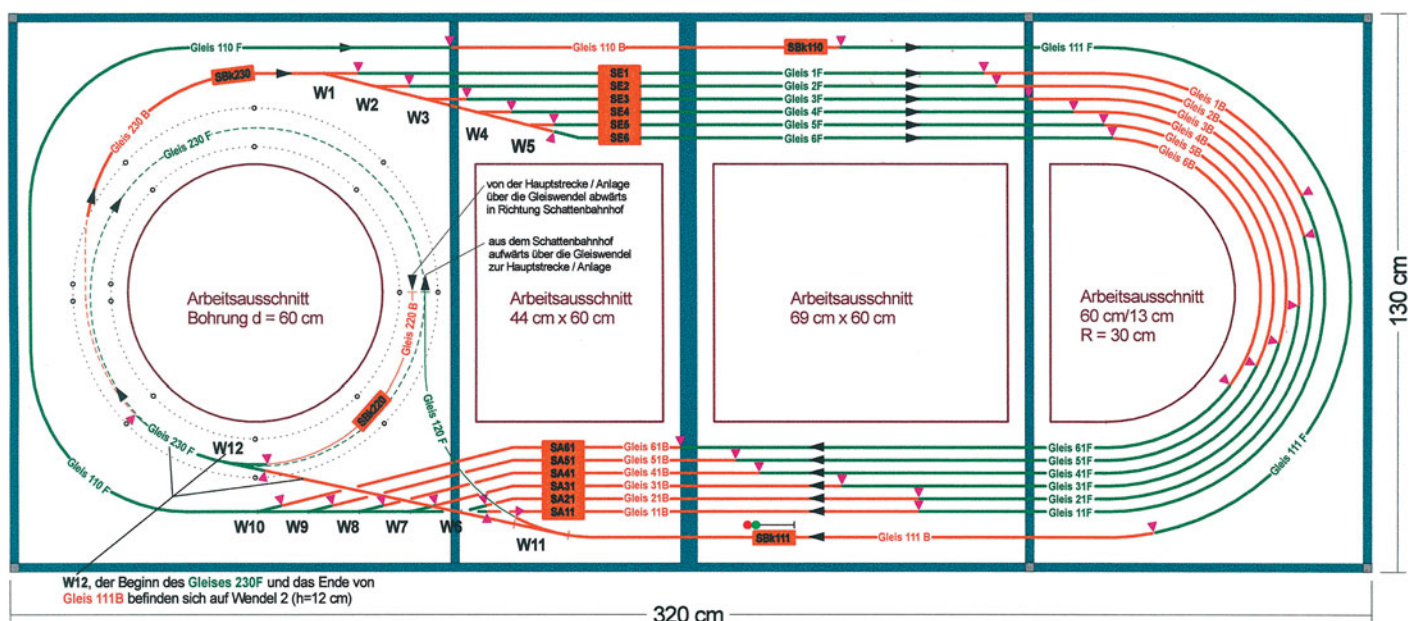 Gleis 110 F
Gleis 110 B
SBk110
Gleis 111 F
SBk230
W1
W2
W3
W4
W5
SE1
SE2
SE3
SE4
SE5
SE6
Gleis 1F
Gleis 2F
Gleis 3F
Gleis 4F
Gleis 5F
Gleis 6F
Gleis 1B
Gleis 2B
Gleis 3B
Gleis 4B
Gleis 5B
Gleis 6B
Gleis 230 B
Gleis 230 F
von der Hauptstrecke / Anlage
über die Gleiswendel abwärts
in Richtung Schattenbahnhof
aus dem Schattenbahnhof
aufwärts über die Gleiswendel
zur Hauptstrecke / Anlage
Arbeitsausschnitt
Bohrung d = 60 cm
Arbeitsausschnitt
44 cm x 60 cm
Arbeitsausschnitt
69 cm x 60 cm
Arbeitsausschnitt
60 cm/13 cm
R = 30 cm
130 cm
Gleis 220 B
SBk220
Gleis 120 F
Gleis 230 F
W12
Gleis 110 F
SA61
SA51
SA41
SA31
SA21
SA11
Gleis 61B
Gleis 51B
Gleis 41B
Gleis 31B
Gleis 21B
Gleis 11B
Gleis 61F
Gleis 51F
Gleis 41F
Gleis 31F
Gleis 21F
Gleis 11F
Gleis 111 F
W10
W9
W8
W7
W6
W11
SBk111
Gleis 111 B
W12, der Beginn des Gleises 230F und das Ende von
Gleis 111B befinden sich auf Wendel 2 (h=12 cm)
320 cm